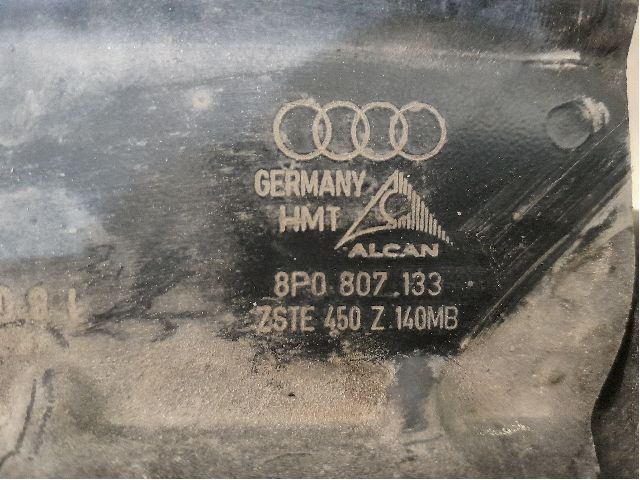 GERMANY
HMT
ALCAN
8P0 807 133
ZSTE 450 Z 140MB